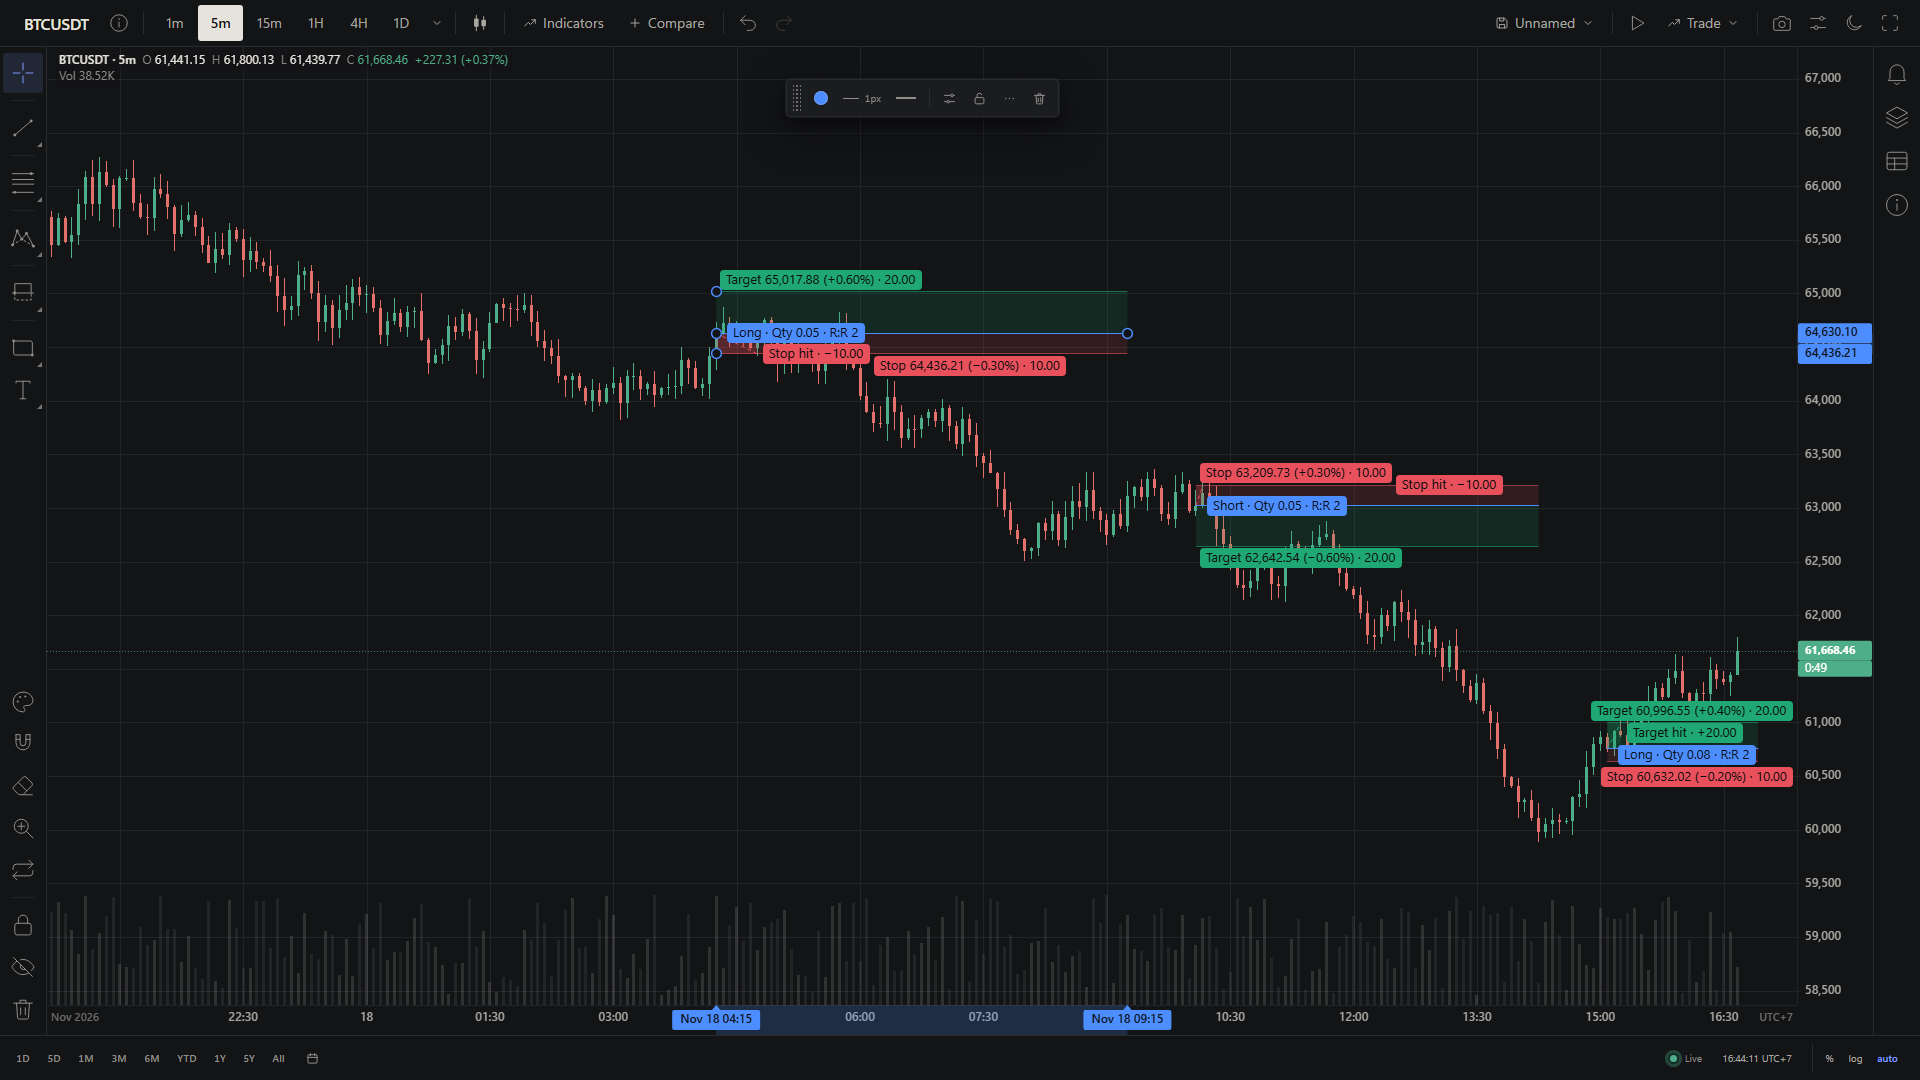 BTCUSDT 1m 5m 15m 1H 4H 1D Indicators Compare Unnamed Trade
BTCUSDT · 5m O 61,441.15 H 61,800.13 L 61,439.77 C 61,668.46 +227.31 (+0.37%)
Vol 38.52K
1px
67,000
66,500
66,000
65,500
65,000
64,630.10
64,436.21
64,000
63,500
63,000
62,500
62,000
61,668.46
0:49
61,000
60,500
60,000
59,500
59,000
58,500
Target 65,017.88 (+0.60%) · 20.00
Long · Qty 0.05 · R:R 2
Stop hit · −10.00
Stop 64,436.21 (−0.30%) · 10.00
Stop 63,209.73 (+0.30%) · 10.00
Stop hit · −10.00
Short · Qty 0.05 · R:R 2
Target 62,642.54 (−0.60%) · 20.00
Target 60,996.55 (+0.40%) · 20.00
Target hit · +20.00
Long · Qty 0.08 · R:R 2
Stop 60,632.02 (−0.20%) · 10.00
Nov 2026 22:30 18 01:30 03:00 Nov 18 04:15 06:00 07:30 Nov 18 09:15 10:30 12:00 13:30 15:00 16:30 UTC+7
1D 5D 1M 3M 6M YTD 1Y 5Y All Live 16:44:11 UTC+7 % log auto